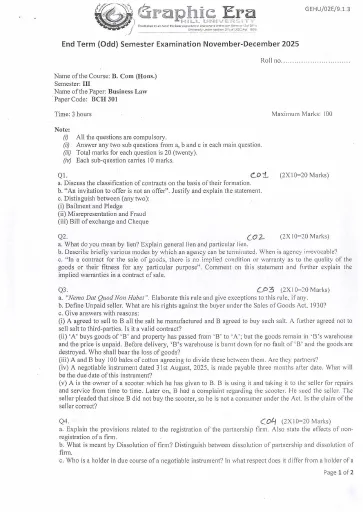 GEHU/02E/9.1.3
Graphic Era
HILL UNIVERSITY
End Term (Odd) Semester Examination November-December 2025
Roll no..............................
Name of the Course: B. Com (Hons.)
Semester: III
Name of the Paper: Business Law
Paper Code: BCH 301
Time: 3 hours Maximum Marks: 100
Note:
(i) All the questions are compulsory.
(ii) Answer any two sub questions from a, b and c in each main question.
(iii) Total marks for each question is 20 (twenty).
(iv) Each sub-question carries 10 marks.
Q1. CO1 (2X10=20 Marks)
a. Discuss the classification of contracts on the basis of their formation.
b. "An invitation to offer is not an offer". Justify and explain the statement.
c. Distinguish between (any two):
(i) Bailment and Pledge
(ii) Misrepresentation and Fraud
(iii) Bill of exchange and Cheque
Q2. CO2 (2X10=20 Marks)
a. What do you mean by lien? Explain general lien and particular lien.
b. Describe briefly various modes by which an agency can be terminated. When is agency irrevocable?
c. "In a contract for the sale of goods, there is no implied condition or warranty as to the quality of the
goods or their fitness for any particular purpose". Comment on this statement and further explain the
implied warranties in a contract of sale.
Q3. CO3 (2X10=20 Marks)
a. "Nemo Dat Quod Non Habet". Elaborate this rule and give exceptions to this rule, if any.
b. Define Unpaid seller. What are his rights against the buyer under the Sales of Goods Act, 1930?
c. Give answers with reasons:
(i) A agreed to sell to B all the salt he manufactured and B agreed to buy such salt. A further agreed not to
sell salt to third-parties. Is it a valid contract?
(ii) 'A' buys goods of 'B' and property has passed from 'B' to 'A'; but the goods remain in 'B's warehouse
and the price is unpaid. Before delivery, 'B's warehouse is burnt down for no fault of 'B' and the goods are
destroyed. Who shall bear the loss of goods?
(iii) A and B buy 100 bales of cotton agreeing to divide these between them. Are they partners?
(iv) A negotiable instrument dated 31st August, 2025, is made payable three months after date. What will
be the due date of this instrument?
(v) A is the owner of a scooter which he has given to B. B is using it and taking it to the seller for repairs
and service from time to time. Later on, B had a complaint regarding the scooter. He sued the seller. The
seller pleaded that since B did not buy the scooter, so he is not a consumer under the Act. Is the claim of the
seller correct?
Q4. CO4 (2X10=20 Marks)
a. Explain the provisions related to the registration of the partnership firm. Also state the effects of non-
registration of a firm.
b. What is meant by Dissolution of firm? Distinguish between dissolution of partnership and dissolution of
firm.
c. Who is a holder in due course of a negotiable instrument? In what respect does it differ from a holder of a
Page 1 of 2